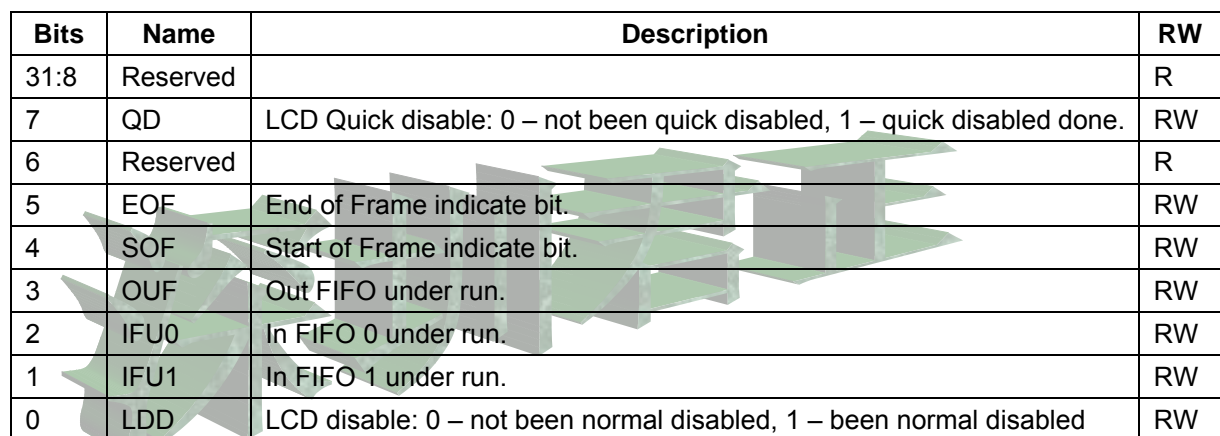 Bits Name Description RW
31:8 Reserved R
7 QD LCD Quick disable: 0 – not been quick disabled, 1 – quick disabled done. RW
6 Reserved R
5 EOF End of Frame indicate bit. RW
4 SOF Start of Frame indicate bit. RW
3 OUF Out FIFO under run. RW
2 IFU0 In FIFO 0 under run. RW
1 IFU1 In FIFO 1 under run. RW
0 LDD LCD disable: 0 – not been normal disabled, 1 – been normal disabled RW